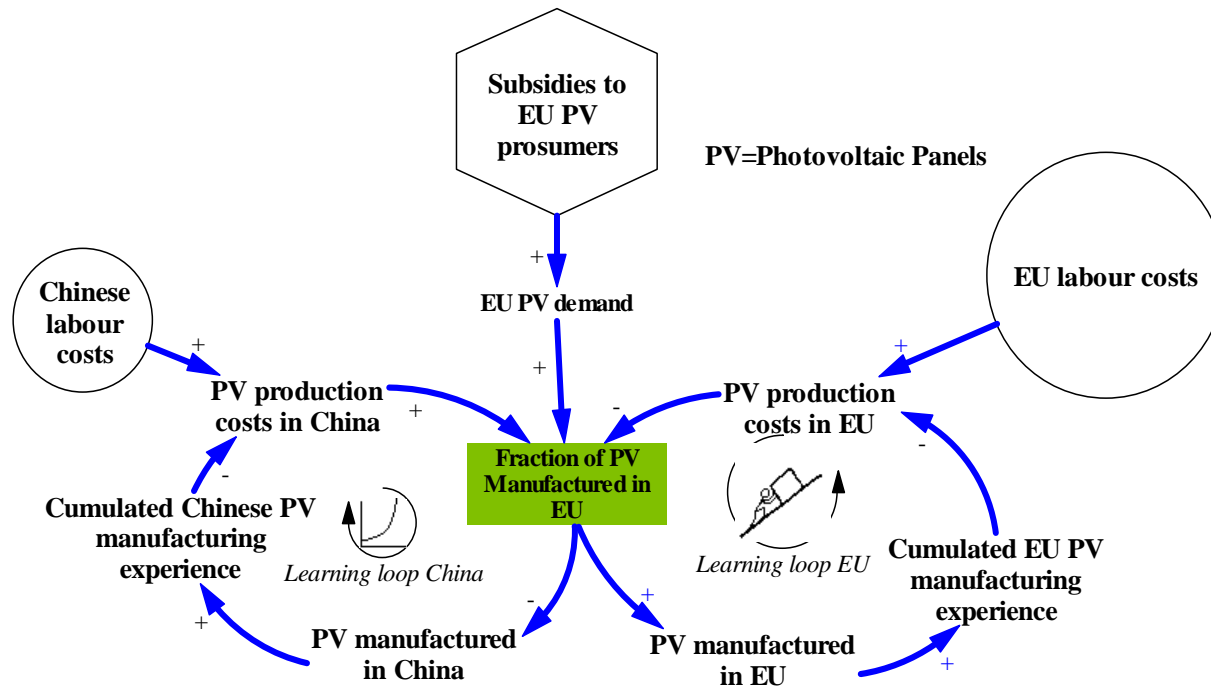 Subsidies to
EU PV
prosumers
PV=Photovoltaic Panels
EU labour costs
Chinese
labour
costs
+
EU PV demand
+
+
+
PV production
costs in China
+
-
PV production
costs in EU
-
-
Fraction of PV
Manufactured in
EU
Cumulated Chinese PV
manufacturing
experience
Learning loop China
Learning loop EU
Cumulated EU PV
manufacturing
experience
-
+
+
PV manufactured
in China
PV manufactured
in EU
+